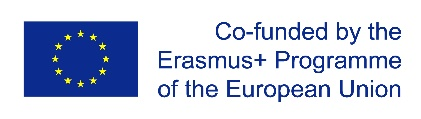 Co-funded by the
Erasmus+ Programme
of the European Union